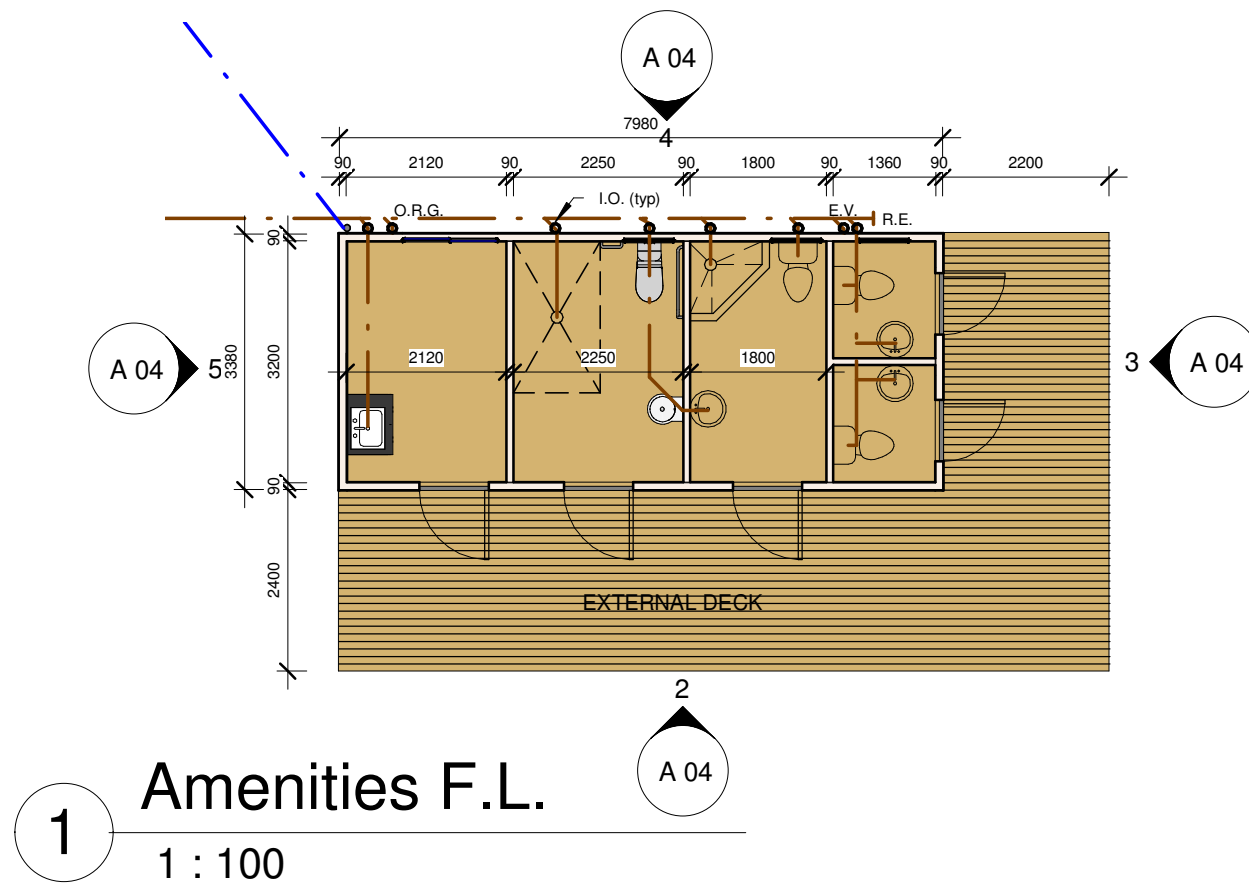 A 04
7980
4
90 2120 90 2250 90 1800 90 1360 90 2200
I.O. (typ)
O.R.G.
E.V.
R.E.
90
3380
3200
90
2400
A 04
5
2120
2250
1800
3
A 04
EXTERNAL DECK
2
A 04
1
Amenities F.L.
1 : 100